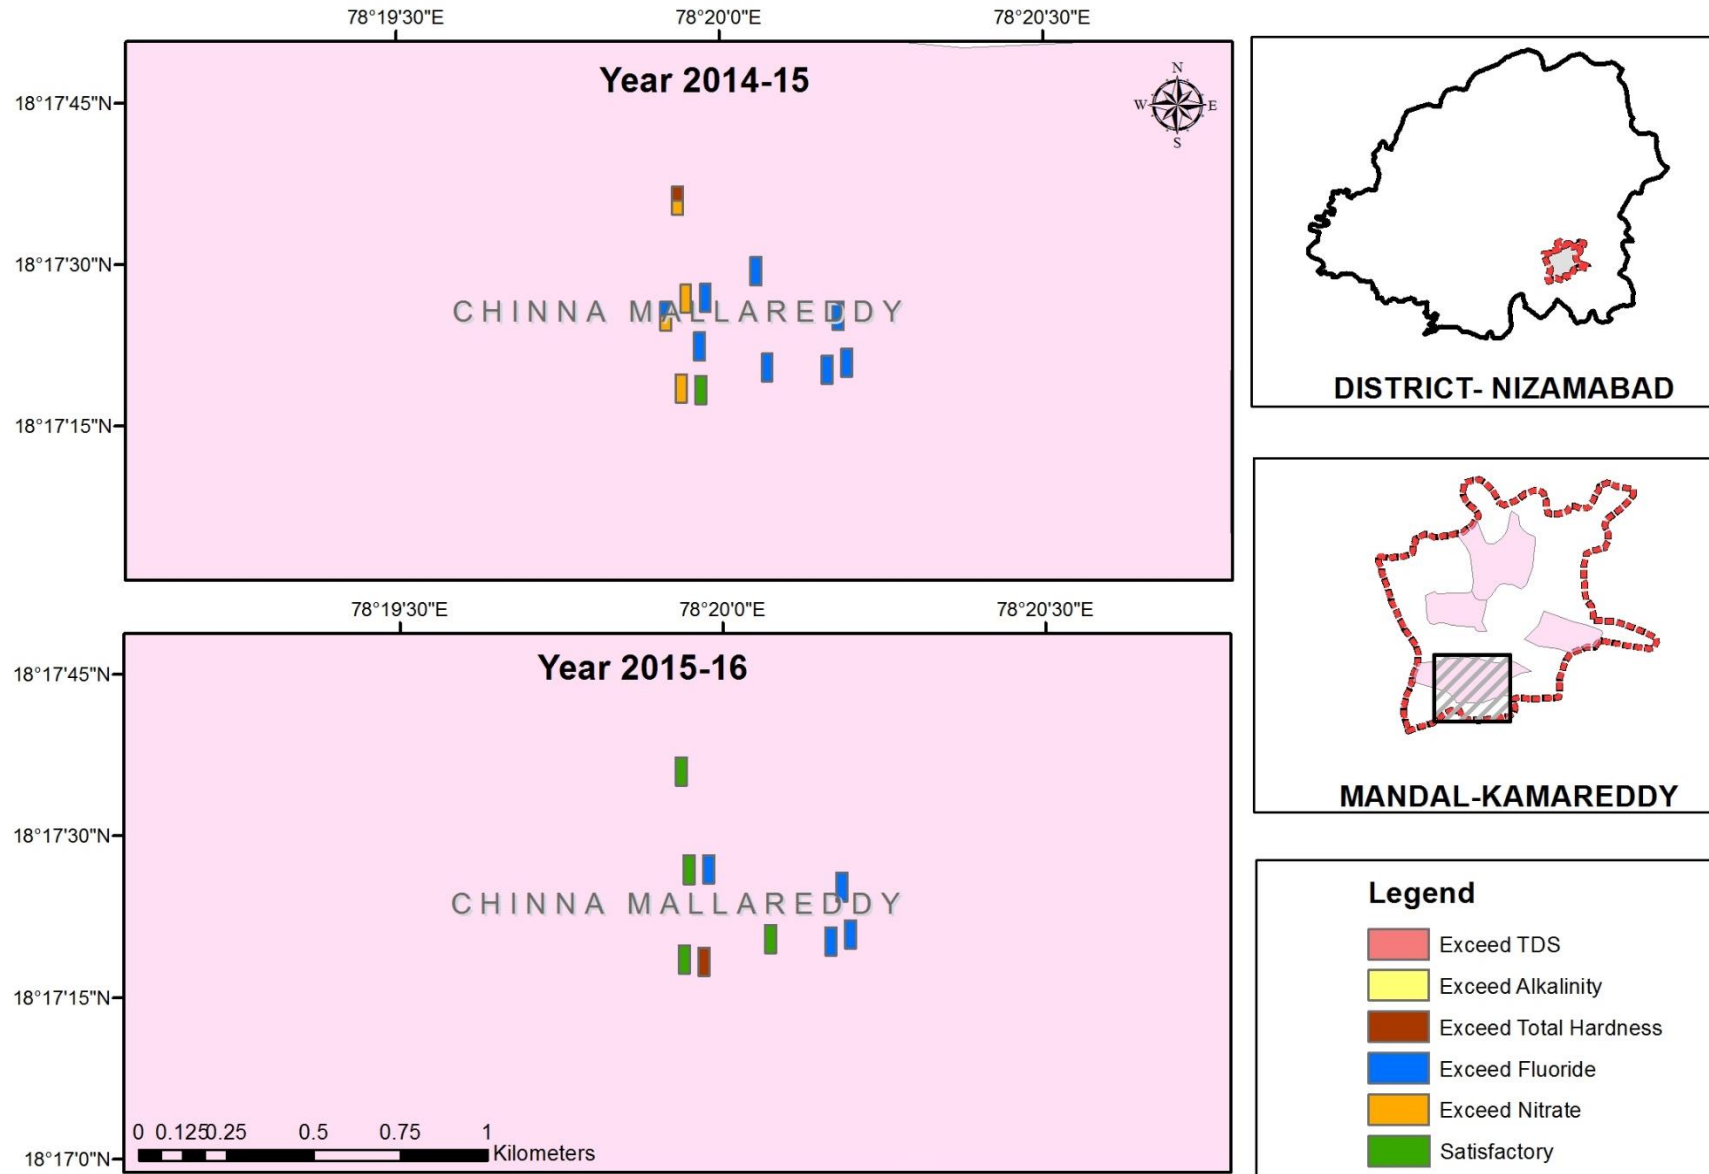 78°19'30"E 78°20'0"E 78°20'30"E
Year 2014-15
N
W E
S
18°17'45"N
18°17'30"N
CHINNA MALLAREDDY
18°17'15"N
78°19'30"E 78°20'0"E 78°20'30"E
Year 2015-16
18°17'45"N
18°17'30"N
CHINNA MALLAREDDY
18°17'15"N
0 0.125 0.25 0.5 0.75 1
Kilometers
18°17'0"N
DISTRICT- NIZAMABAD
MANDAL-KAMAREDDY
Legend
Exceed TDS
Exceed Alkalinity
Exceed Total Hardness
Exceed Fluoride
Exceed Nitrate
Satisfactory